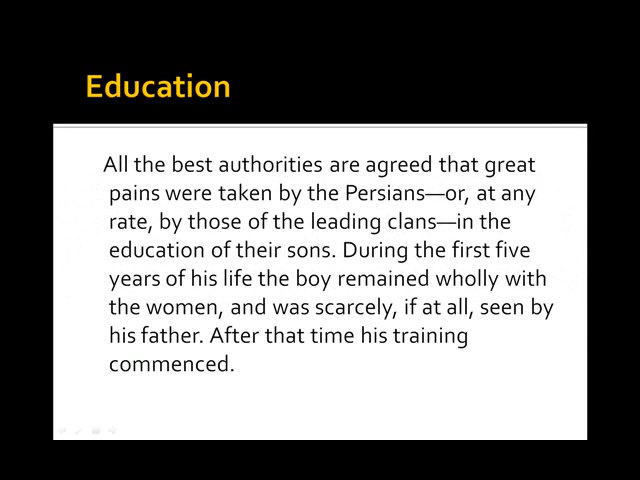 Education
All the best authorities are agreed that great
pains were taken by the Persians—or, at any
rate, by those of the leading clans—in the
education of their sons. During the first five
years of his life the boy remained wholly with
the women, and was scarcely, if at all, seen by
his father. After that time his training
commenced.